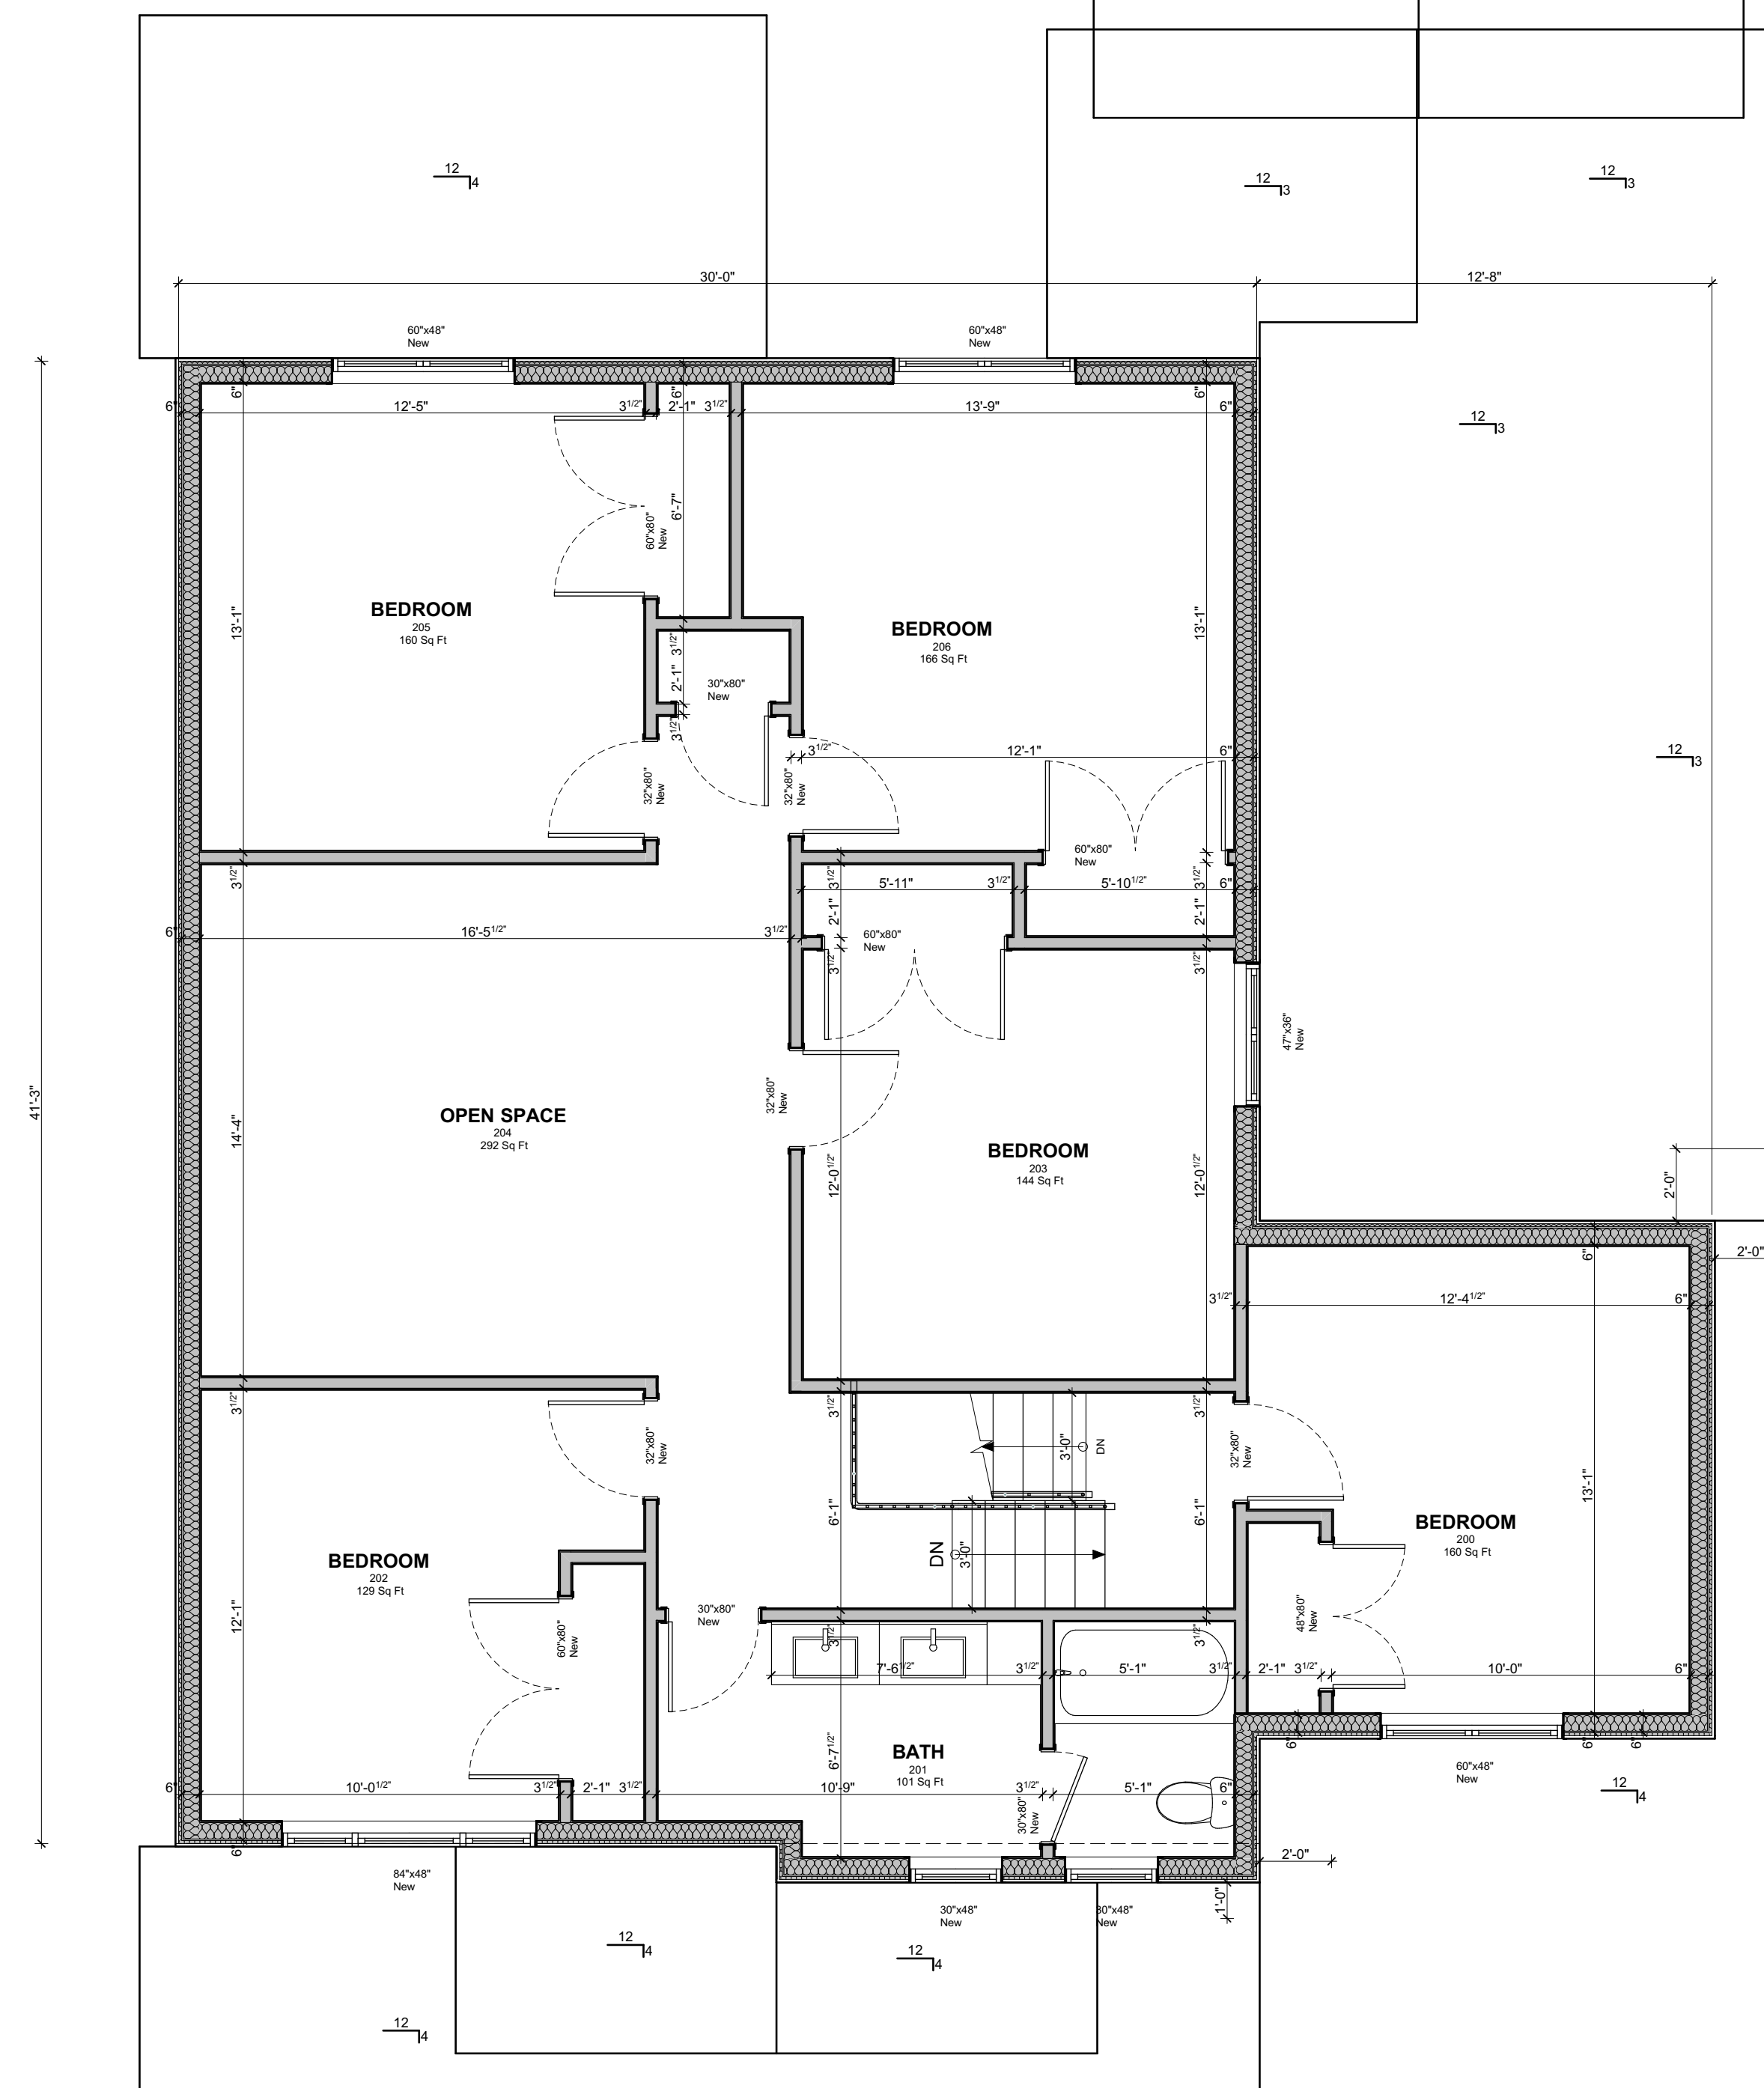 12
4
12
3
12
3
30'-0"
12'-8"
60"x48"
New
60"x48"
New
6"
6"
6"
6"
12'-5"
3 1/2"
2'-1"
3 1/2"
13'-9"
6"
12
3
6'-7"
60"x80"
New
BEDROOM
205
160 Sq Ft
13'-1"
BEDROOM
206
166 Sq Ft
13'-1"
3 1/2"
2'-1"
30"x80"
New
3 1/2"
3 1/2"
12'-1"
6"
12
3
32"x80"
New
32"x80"
New
60"x80"
New
3 1/2"
3 1/2"
5'-11"
3 1/2"
5'-10 1/2"
3 1/2"
6"
2'-1"
2'-1"
6"
16'-5 1/2"
3 1/2"
60"x80"
New
3 1/2"
3 1/2"
47"x36"
New
41'-3"
OPEN SPACE
204
292 Sq Ft
14'-4"
32"x80"
New
BEDROOM
203
144 Sq Ft
12'-0 1/2"
12'-0 1/2"
2'-0"
2'-0"
6"
3 1/2"
12'-4 1/2"
6"
3 1/2"
3 1/2"
3 1/2"
32"x80"
New
3'-0"
DN
32"x80"
New
13'-1"
6'-1"
6'-1"
BEDROOM
200
160 Sq Ft
DN
3'-0"
BEDROOM
202
129 Sq Ft
12'-1"
60"x80"
New
30"x80"
New
48"x80"
New
3 1/2"
3 1/2"
7'-6 1/2"
3 1/2"
5'-1"
3 1/2"
2'-1"
3 1/2"
10'-0"
6"
6"
6"
6"
BATH
201
101 Sq Ft
6'-7 1/2"
60"x48"
New
12
4
6"
10'-0 1/2"
3 1/2"
2'-1"
3 1/2"
10'-9"
3 1/2"
5'-1"
6"
30"x80"
New
6"
2'-0"
84"x48"
New
1'-0"
30"x48"
New
30"x48"
New
12
4
12
4
12
4